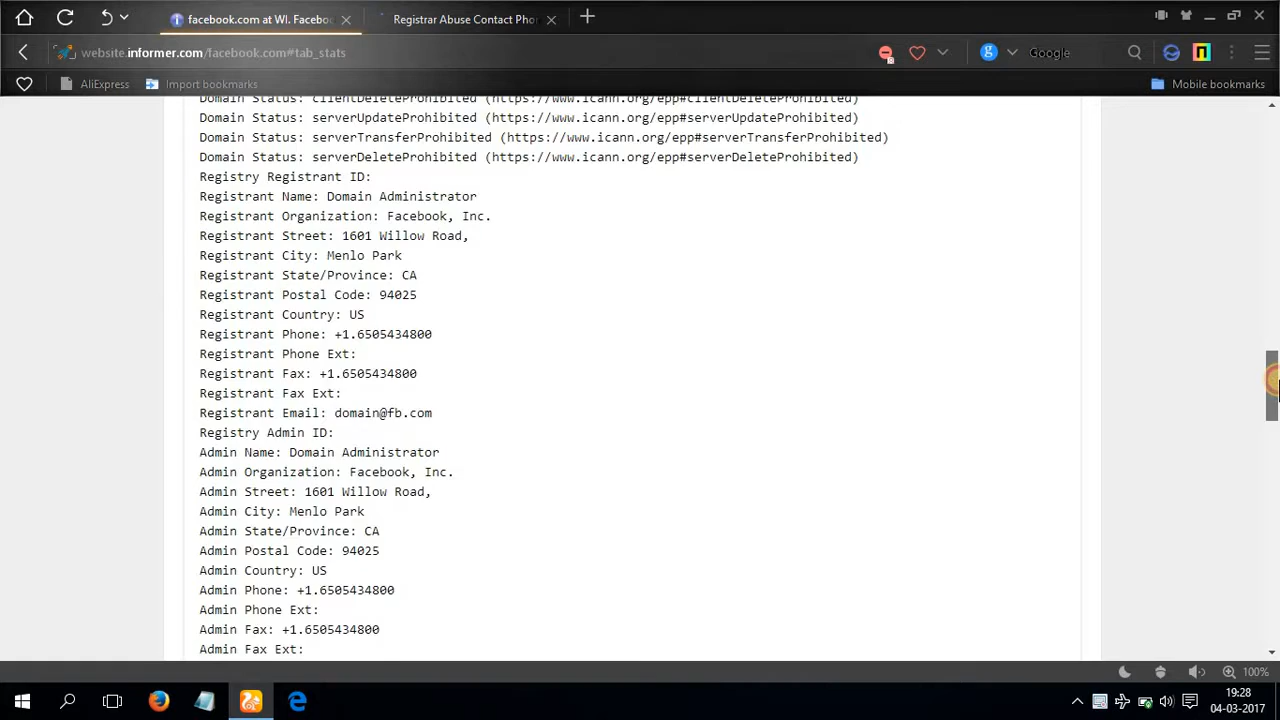 facebook.com at WI. Facebo
Registrar Abuse Contact Pho
website.informer.com/facebook.com#tab_stats
Google
AliExpress
Import bookmarks
Mobile bookmarks
Domain Status: clientDeleteProhibited (https://www.icann.org/epp#clientDeleteProhibited)
Domain Status: serverUpdateProhibited (https://www.icann.org/epp#serverUpdateProhibited)
Domain Status: serverTransferProhibited (https://www.icann.org/epp#serverTransferProhibited)
Domain Status: serverDeleteProhibited (https://www.icann.org/epp#serverDeleteProhibited)
Registry Registrant ID:
Registrant Name: Domain Administrator
Registrant Organization: Facebook, Inc.
Registrant Street: 1601 Willow Road,
Registrant City: Menlo Park
Registrant State/Province: CA
Registrant Postal Code: 94025
Registrant Country: US
Registrant Phone: +1.6505434800
Registrant Phone Ext:
Registrant Fax: +1.6505434800
Registrant Fax Ext:
Registrant Email: domain@fb.com
Registry Admin ID:
Admin Name: Domain Administrator
Admin Organization: Facebook, Inc.
Admin Street: 1601 Willow Road,
Admin City: Menlo Park
Admin State/Province: CA
Admin Postal Code: 94025
Admin Country: US
Admin Phone: +1.6505434800
Admin Phone Ext:
Admin Fax: +1.6505434800
Admin Fax Ext:
100%
19:28
04-03-2017